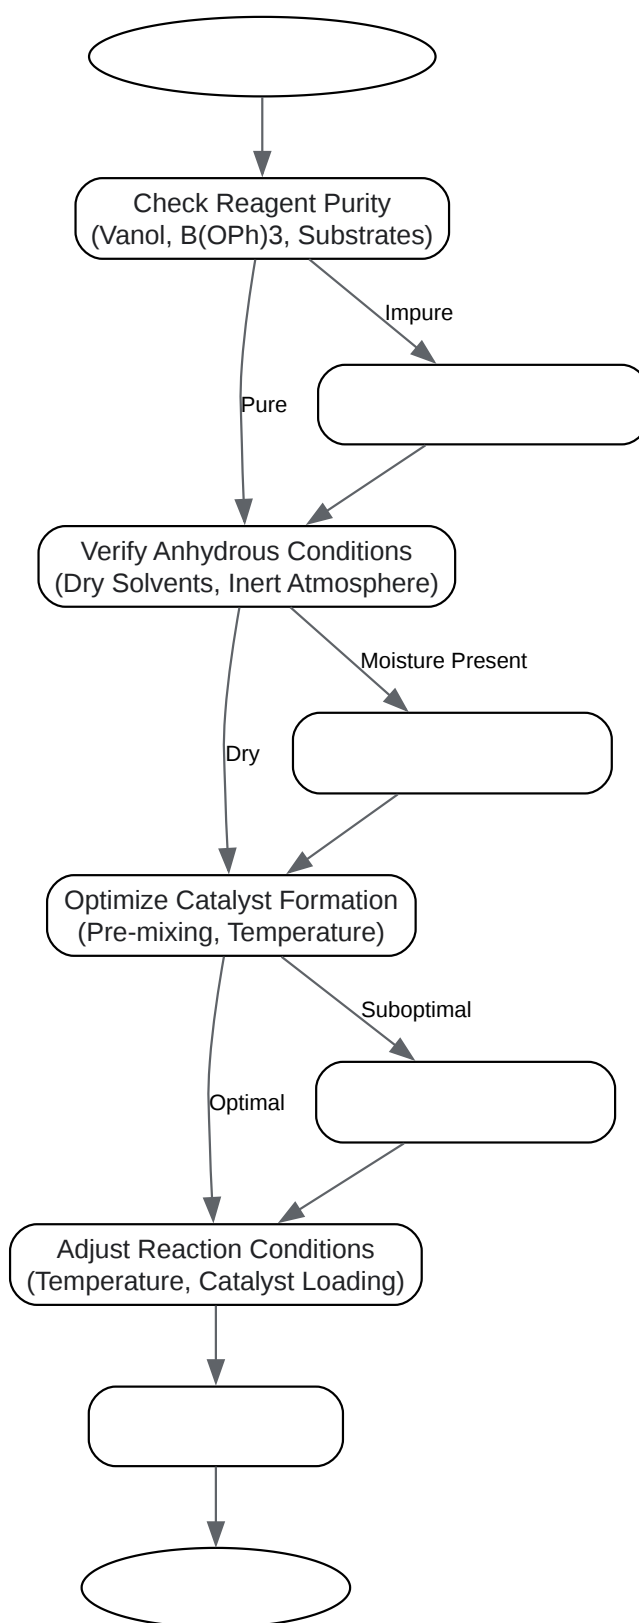 Check Reagent Purity
(Vanol, B(OPh)3, Substrates)
Impure
Pure
Verify Anhydrous Conditions
(Dry Solvents, Inert Atmosphere)
Moisture Present
Dry
Optimize Catalyst Formation
(Pre-mixing, Temperature)
Suboptimal
Optimal
Adjust Reaction Conditions
(Temperature, Catalyst Loading)